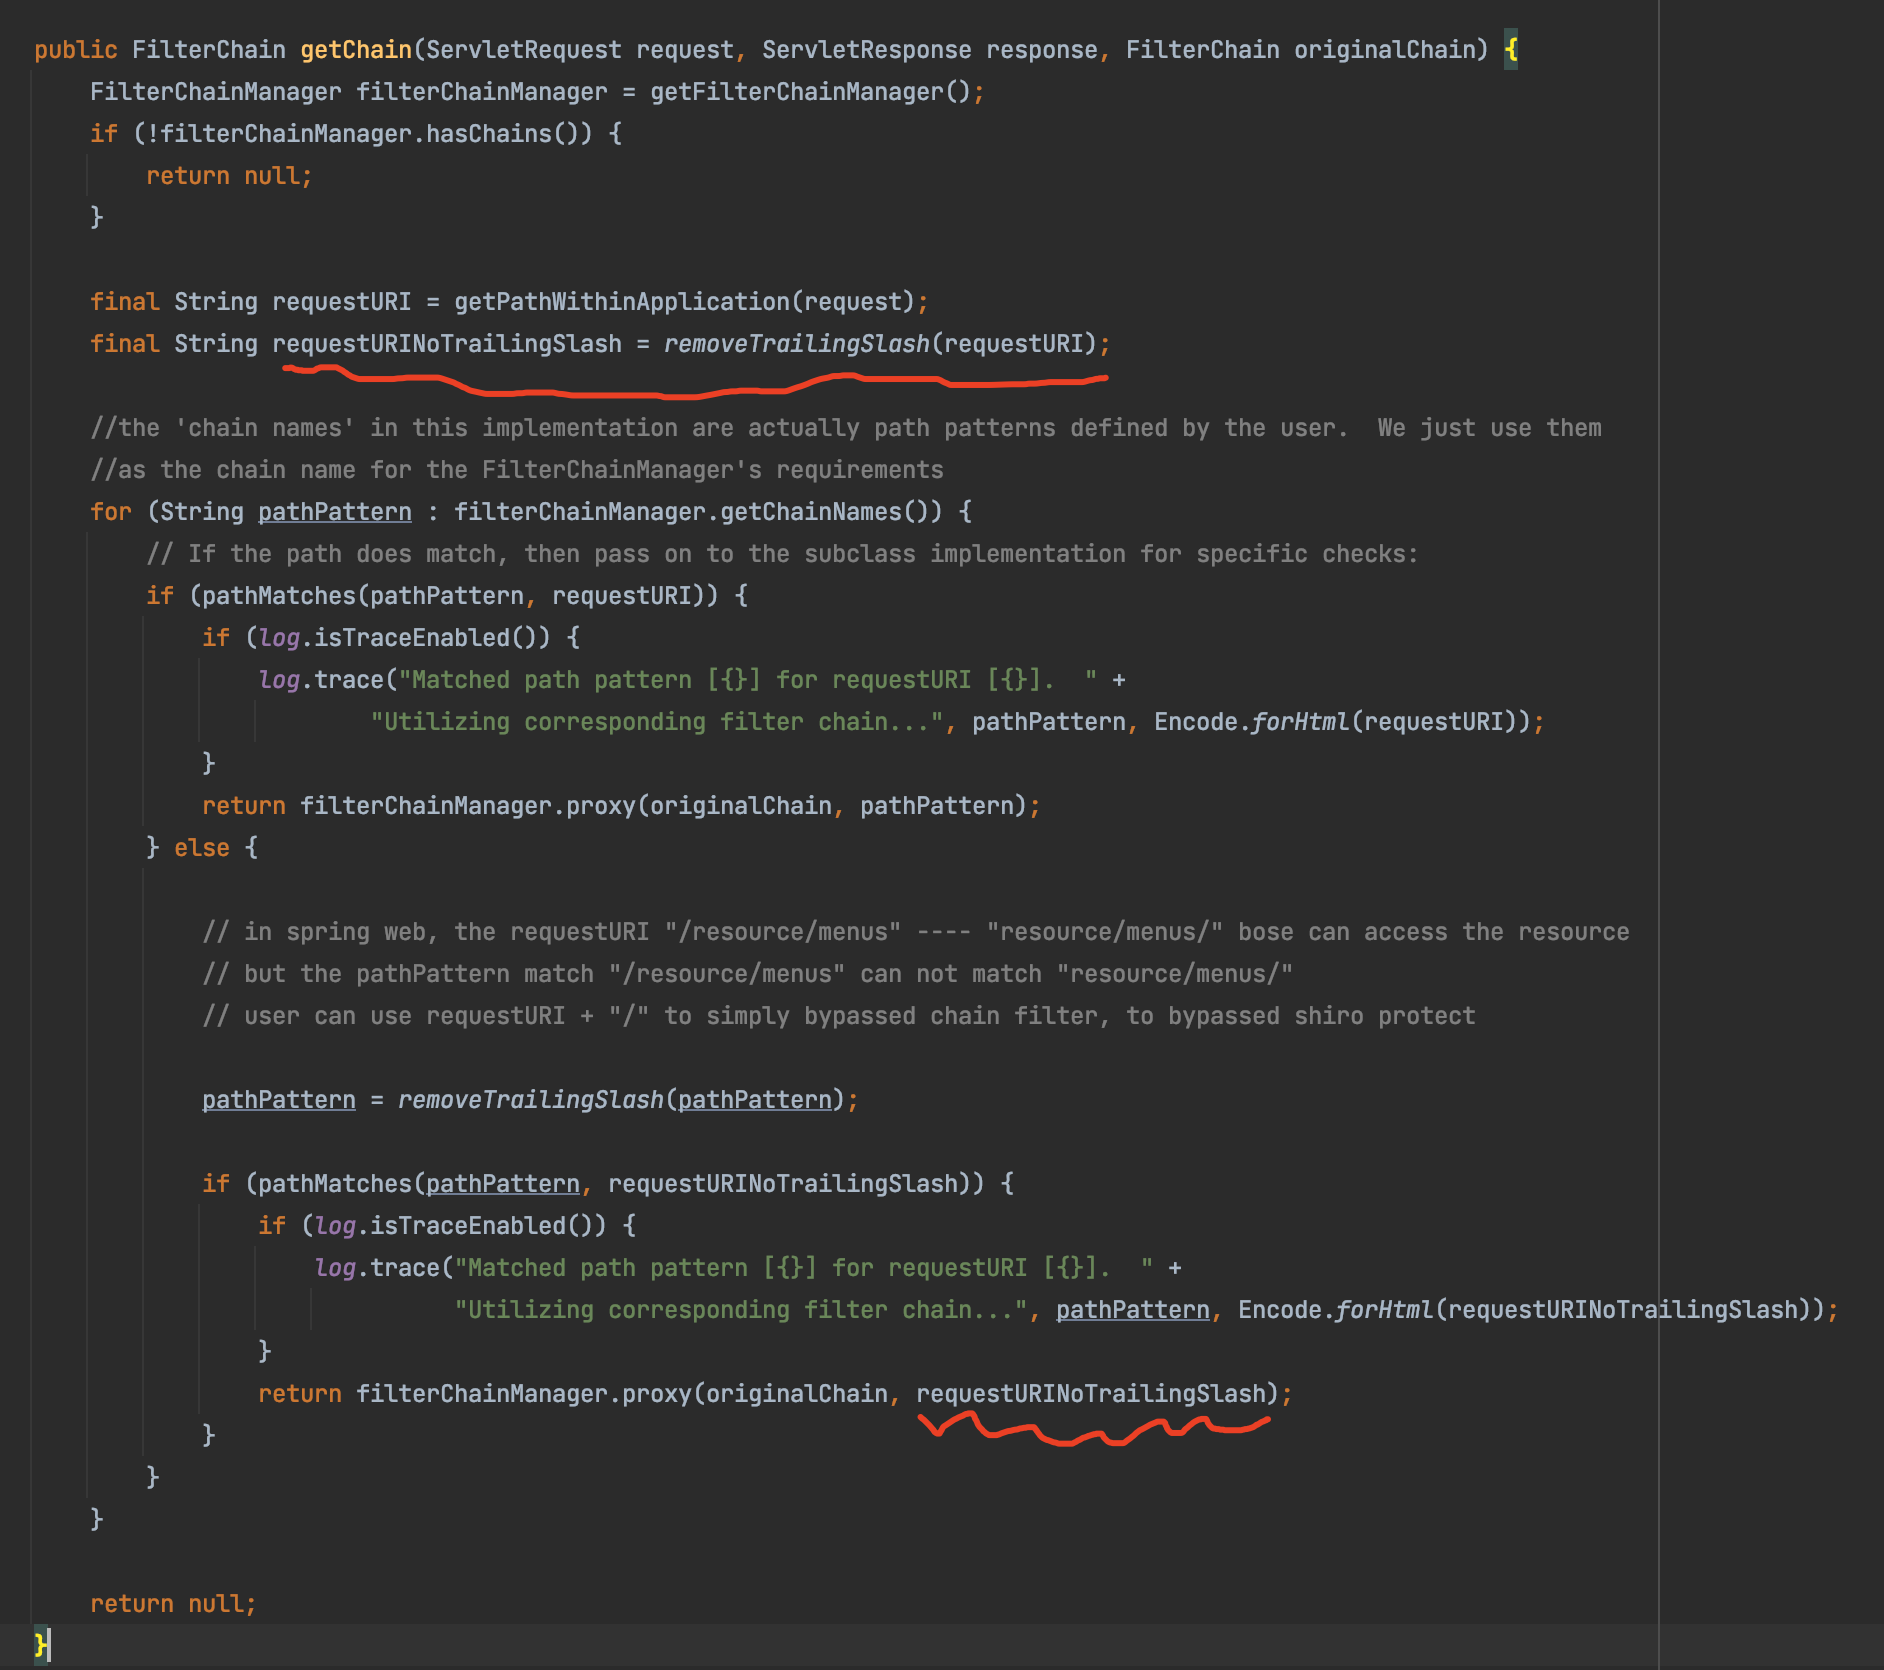 public FilterChain getChain(ServletRequest request, ServletResponse response, FilterChain originalChain) {
    FilterChainManager filterChainManager = getFilterChainManager();
    if (!filterChainManager.hasChains()) {
        return null;
    }

    final String requestURI = getPathWithinApplication(request);
    final String requestURINoTrailingSlash = removeTrailingSlash(requestURI);

    //the 'chain names' in this implementation are actually path patterns defined by the user.  We just use them
    //as the chain name for the FilterChainManager's requirements
    for (String pathPattern : filterChainManager.getChainNames()) {
        // If the path does match, then pass on to the subclass implementation for specific checks:
        if (pathMatches(pathPattern, requestURI)) {
            if (log.isTraceEnabled()) {
                log.trace("Matched path pattern [{}] for requestURI [{}].  " +
                        "Utilizing corresponding filter chain...", pathPattern, Encode.forHtml(requestURI));
            }
            return filterChainManager.proxy(originalChain, pathPattern);
        } else {

            // in spring web, the requestURI "/resource/menus" ---- "resource/menus/" bose can access the resource
            // but the pathPattern match "/resource/menus" can not match "resource/menus/"
            // user can use requestURI + "/" to simply bypassed chain filter, to bypassed shiro protect

            pathPattern = removeTrailingSlash(pathPattern);

            if (pathMatches(pathPattern, requestURINoTrailingSlash)) {
                if (log.isTraceEnabled()) {
                    log.trace("Matched path pattern [{}] for requestURI [{}].  " +
                              "Utilizing corresponding filter chain...", pathPattern, Encode.forHtml(requestURINoTrailingSlash));
                }
                return filterChainManager.proxy(originalChain, requestURINoTrailingSlash);
            }
        }
    }

    return null;
}